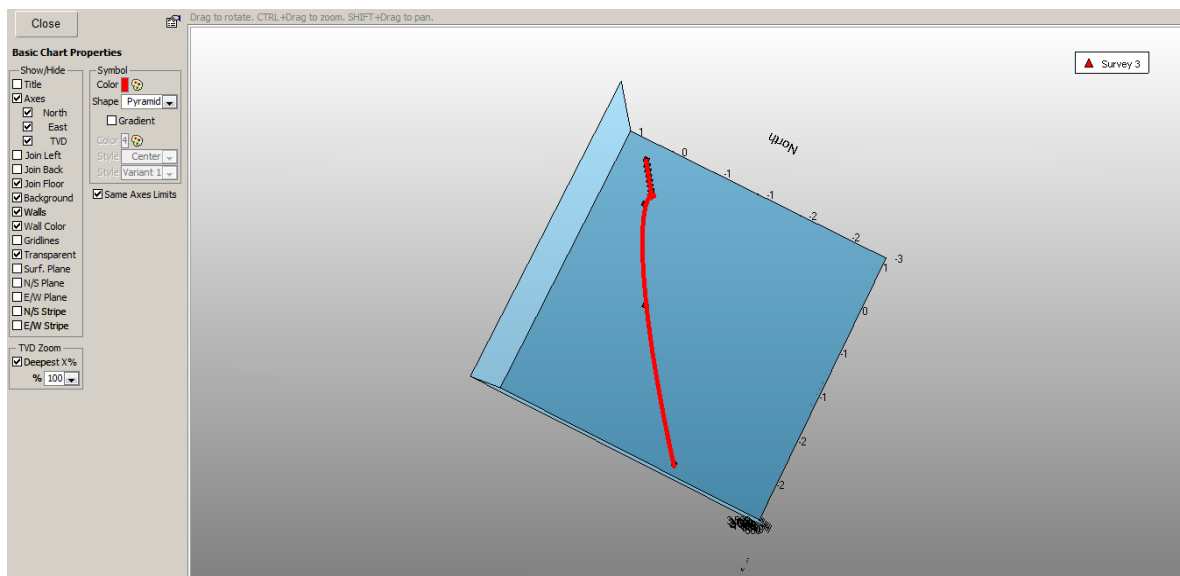 Close
Drag to rotate. CTRL+Drag to zoom. SHIFT+Drag to pan.
Basic Chart Properties
Show/Hide
Title
Axes
North
East
TVD
Join Left
Join Back
Join Floor
Background
Walls
Wall Color
Gridlines
Transparent
Surf. Plane
N/S Plane
E/W Plane
N/S Stripe
E/W Stripe
TVD Zoom
Deepest X%
% 100
Symbol
Color
Shape Pyramid
Gradient
Color 4
Style Center
Style Variant 1
Same Axes Limits
Survey 3
North
1
0
-1
-1
-2
-2
-3
1
0
-1
-1
-2
-2